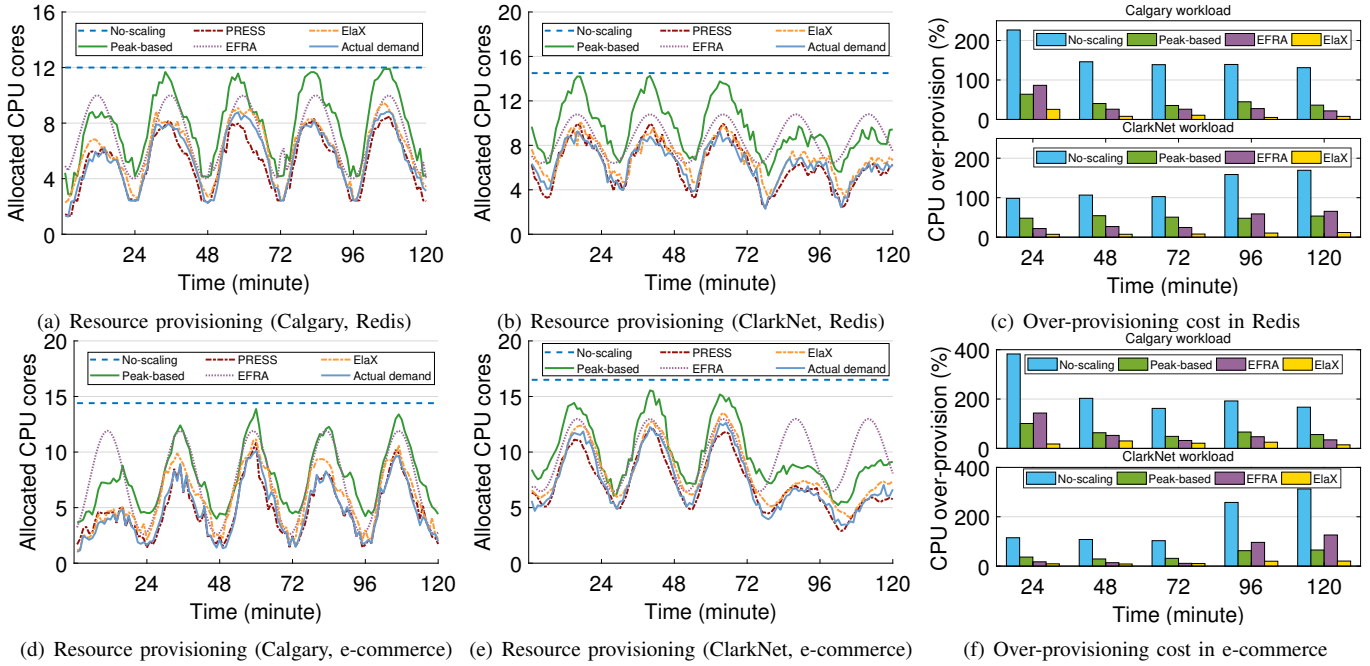 16
12
8
4
0
Allocated CPU cores
No-scaling PRESS ElaX
Peak-based EFRA Actual demand
24 48 72 96 120
Time (minute)
(a) Resource provisioning (Calgary, Redis)
20
16
12
8
4
0
Allocated CPU cores
No-scaling PRESS ElaX
Peak-based EFRA Actual demand
24 48 72 96 120
Time (minute)
(b) Resource provisioning (ClarkNet, Redis)
CPU over-provision (%)
Calgary workload
No-scaling Peak-based EFRA ElaX
200
100
0
ClarkNet workload
No-scaling Peak-based EFRA ElaX
200
100
0
24 48 72 96 120
Time (minute)
(c) Over-provisioning cost in Redis
20
15
10
5
0
Allocated CPU cores
No-scaling PRESS ElaX
Peak-based EFRA Actual demand
24 48 72 96 120
Time (minute)
(d) Resource provisioning (Calgary, e-commerce)
20
15
10
5
0
Allocated CPU cores
No-scaling PRESS ElaX
Peak-based EFRA Actual demand
24 48 72 96 120
Time (minute)
(e) Resource provisioning (ClarkNet, e-commerce)
CPU over-provision (%)
Calgary workload
400
No-scaling Peak-based EFRA ElaX
200
0
ClarkNet workload
400
No-scaling Peak-based EFRA ElaX
200
0
24 48 72 96 120
Time (minute)
(f) Over-provisioning cost in e-commerce